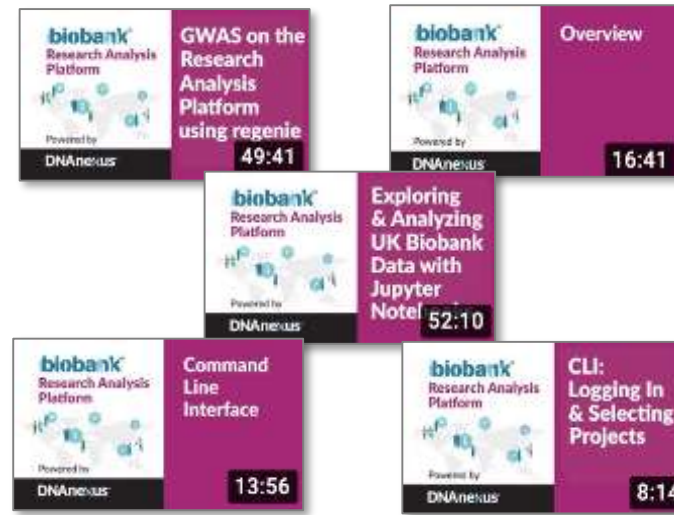 biobank
Research Analysis
Platform
Powered by
DNAnexus
GWAS on the
Research
Analysis
Platform
using regenie
49:41
biobank
Research Analysis
Platform
Powered by
DNAnexus
Overview
16:41
biobank
Research Analysis
Platform
Powered by
DNAnexus
Exploring
& Analyzing
UK Biobank
Data with
Jupyter
52:10
biobank
Research Analysis
Platform
Powered by
DNAnexus
Command
Line
Interface
13:56
biobank
Research Analysis
Platform
Powered by
DNAnexus
CLI:
Logging In
& Selecting
Projects
8:14